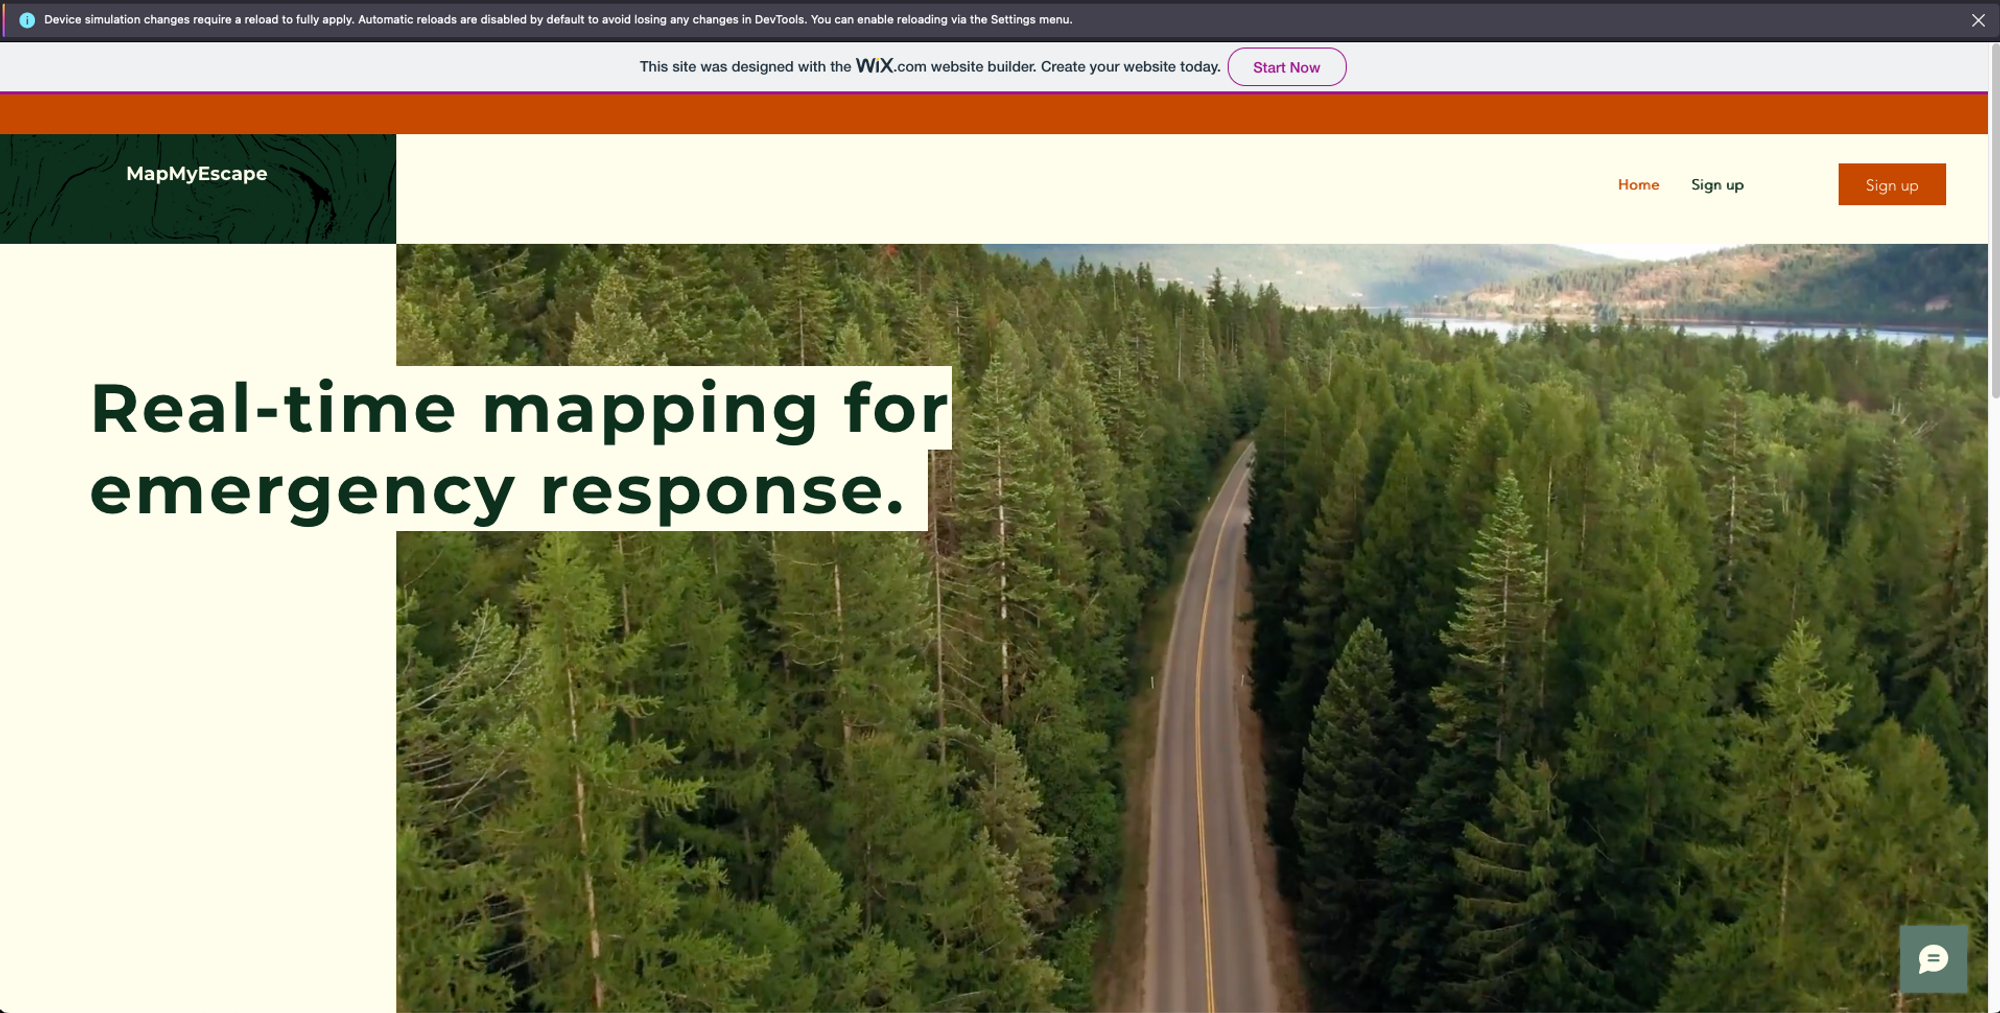 Device simulation changes require a reload to fully apply. Automatic reloads are disabled by default to avoid losing any changes in DevTools. You can enable reloading via the Settings menu.
This site was designed with the WiX.com website builder. Create your website today. Start Now
MapMyEscape
Home Sign up Sign up
Real-time mapping for
emergency response.